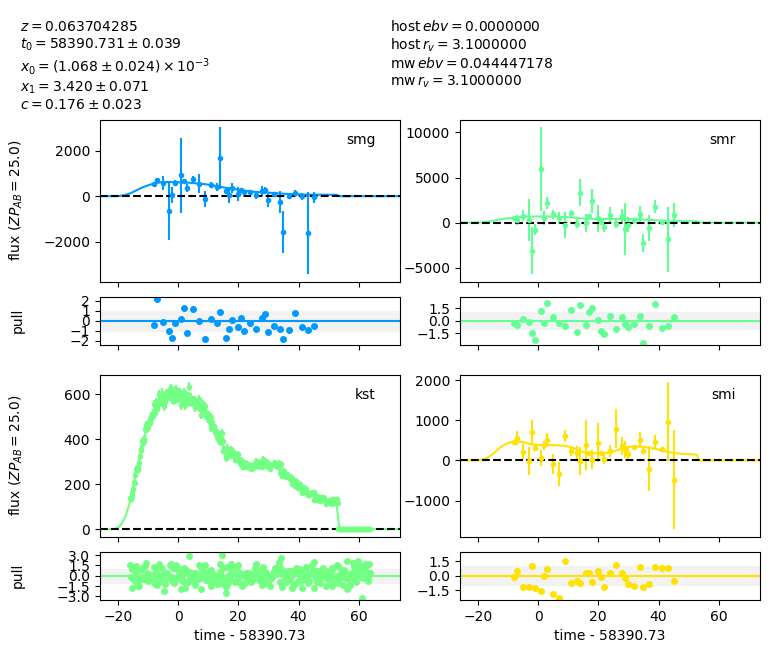 z = 0.063704285
t₀ = 58390.731 ± 0.039
x₀ = (1.068 ± 0.024) × 10⁻³
x₁ = 3.420 ± 0.071
c = 0.176 ± 0.023
host ebv = 0.0000000
host r_v = 3.1000000
mw ebv = 0.044447178
mw r_v = 3.1000000
smg
flux (ZP_AB = 25.0)
2000
0
−2000
smr
10000
5000
0
−5000
pull
2
1
0
−1
−2
1.5
0.0
−1.5
kst
flux (ZP_AB = 25.0)
600
400
200
0
smi
2000
1000
0
−1000
pull
3.0
1.5
0.0
−1.5
−3.0
−20 0 20 40 60
time - 58390.73
1.5
0.0
−1.5
−20 0 20 40 60
time - 58390.73